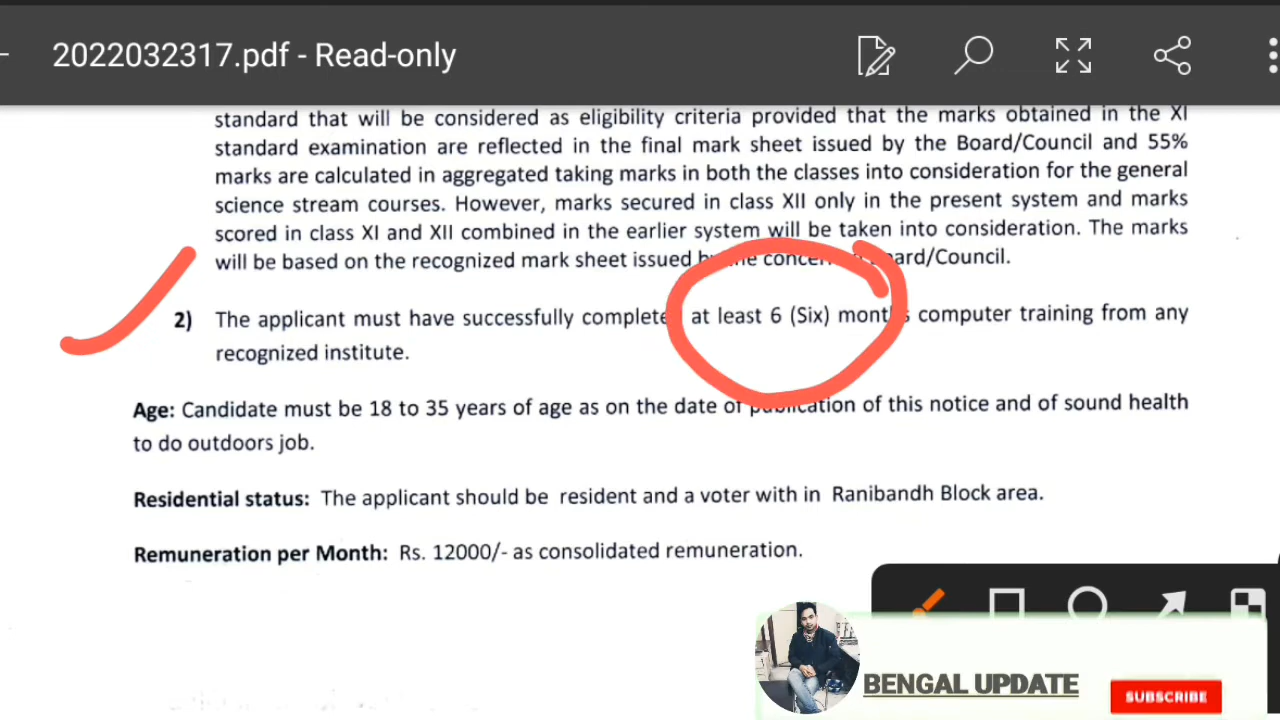 2022032317.pdf - Read-only
standard that will be considered as eligibility criteria provided that the marks obtained in the XI
standard examination are reflected in the final mark sheet issued by the Board/Council and 55%
marks are calculated in aggregated taking marks in both the classes into consideration for the general
science stream courses. However, marks secured in class XII only in the present system and marks
scored in class XI and XII combined in the earlier system will be taken into consideration. The marks
will be based on the recognized mark sheet issued by the concerned Board/Council.
2) The applicant must have successfully completed at least 6 (Six) months computer training from any
recognized institute.
Age: Candidate must be 18 to 35 years of age as on the date of publication of this notice and of sound health
to do outdoors job.
Residential status: The applicant should be resident and a voter with in Ranibandh Block area.
Remuneration per Month: Rs. 12000/- as consolidated remuneration.
BENGAL UPDATE
SUBSCRIBE